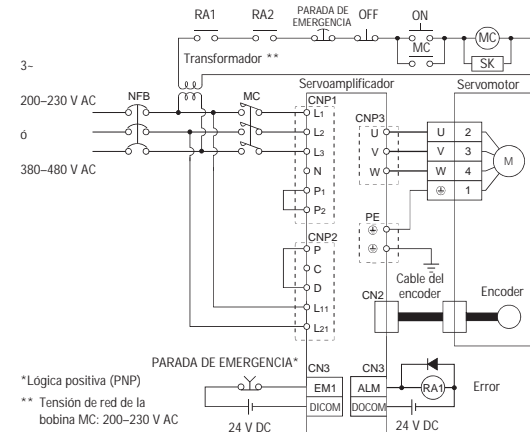 RA1 RA2 PARADA DE EMERGENCIA OFF ON
MC
MC
SK
Transformador **
3~
200–230 V AC
ó
380–480 V AC
NFB
MC
Servoamplificador
Servomotor
CNP1
L1
L2
L3
N
P1
P2
CNP3
U
V
W
U 2
V 3
W 4
1
M
PE
CNP2
P
C
D
L11
L21
Cable del
encoder
CN2
Encoder
PARADA DE EMERGENCIA*
CN3
EM1
DICOM
24 V DC
CN3
ALM
DOCOM
RA1
Error
24 V DC
*Lógica positiva (PNP)
** Tensión de red de la
bobina MC: 200–230 V AC